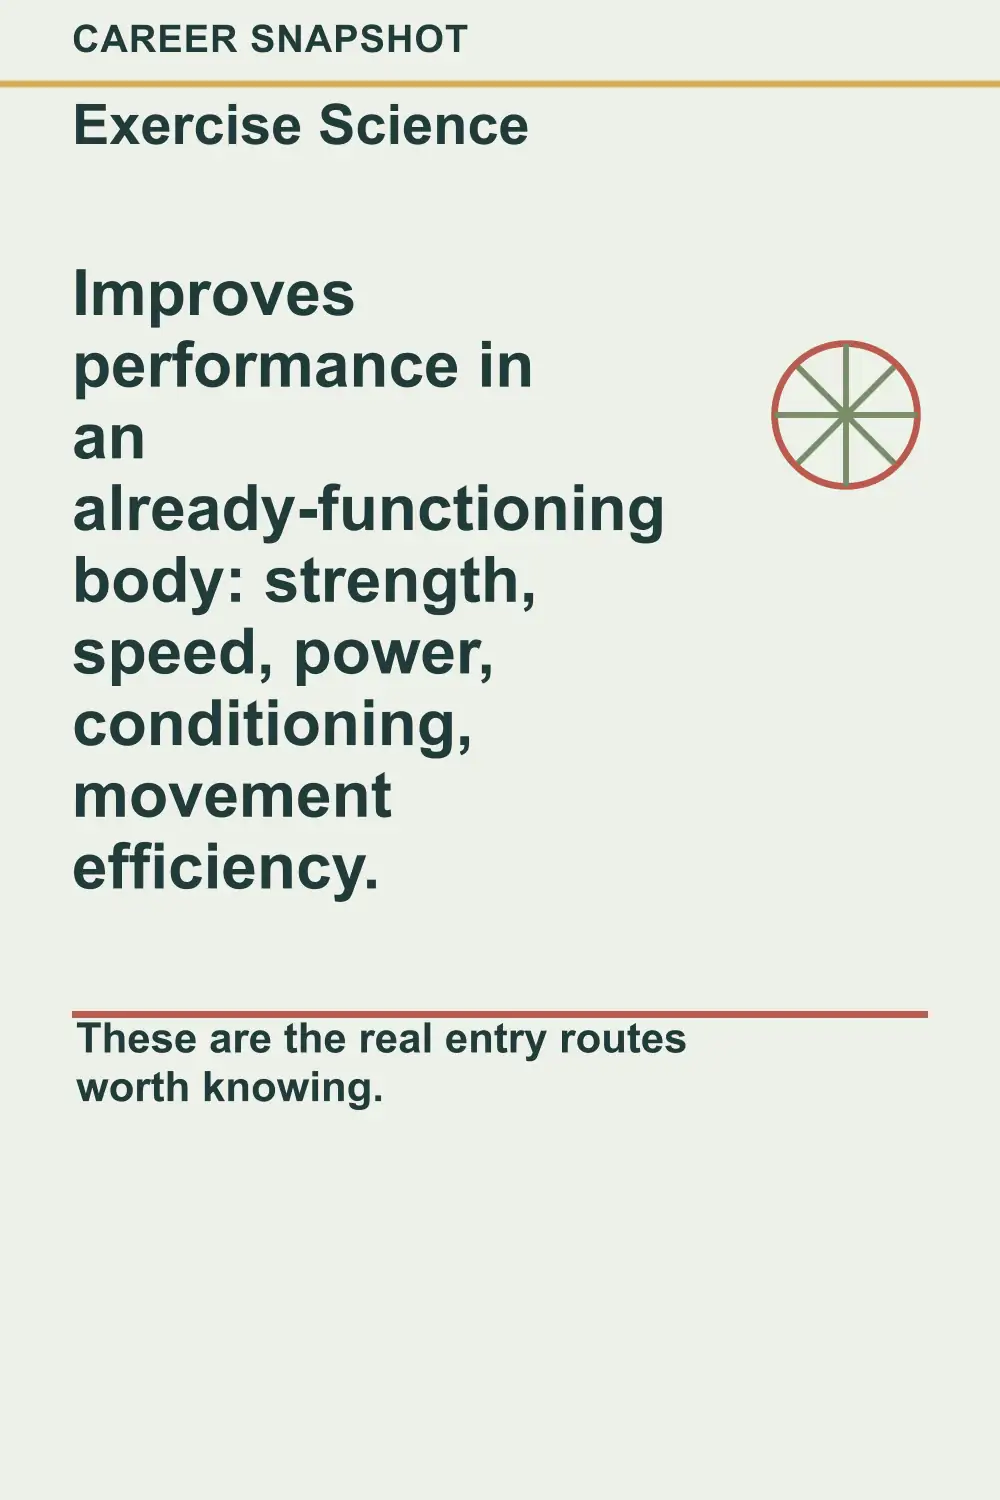 CAREER SNAPSHOT
Exercise Science
Improves
performance in
an
already-functioning
body: strength,
speed, power,
conditioning,
movement
efficiency.
These are the real entry routes
worth knowing.